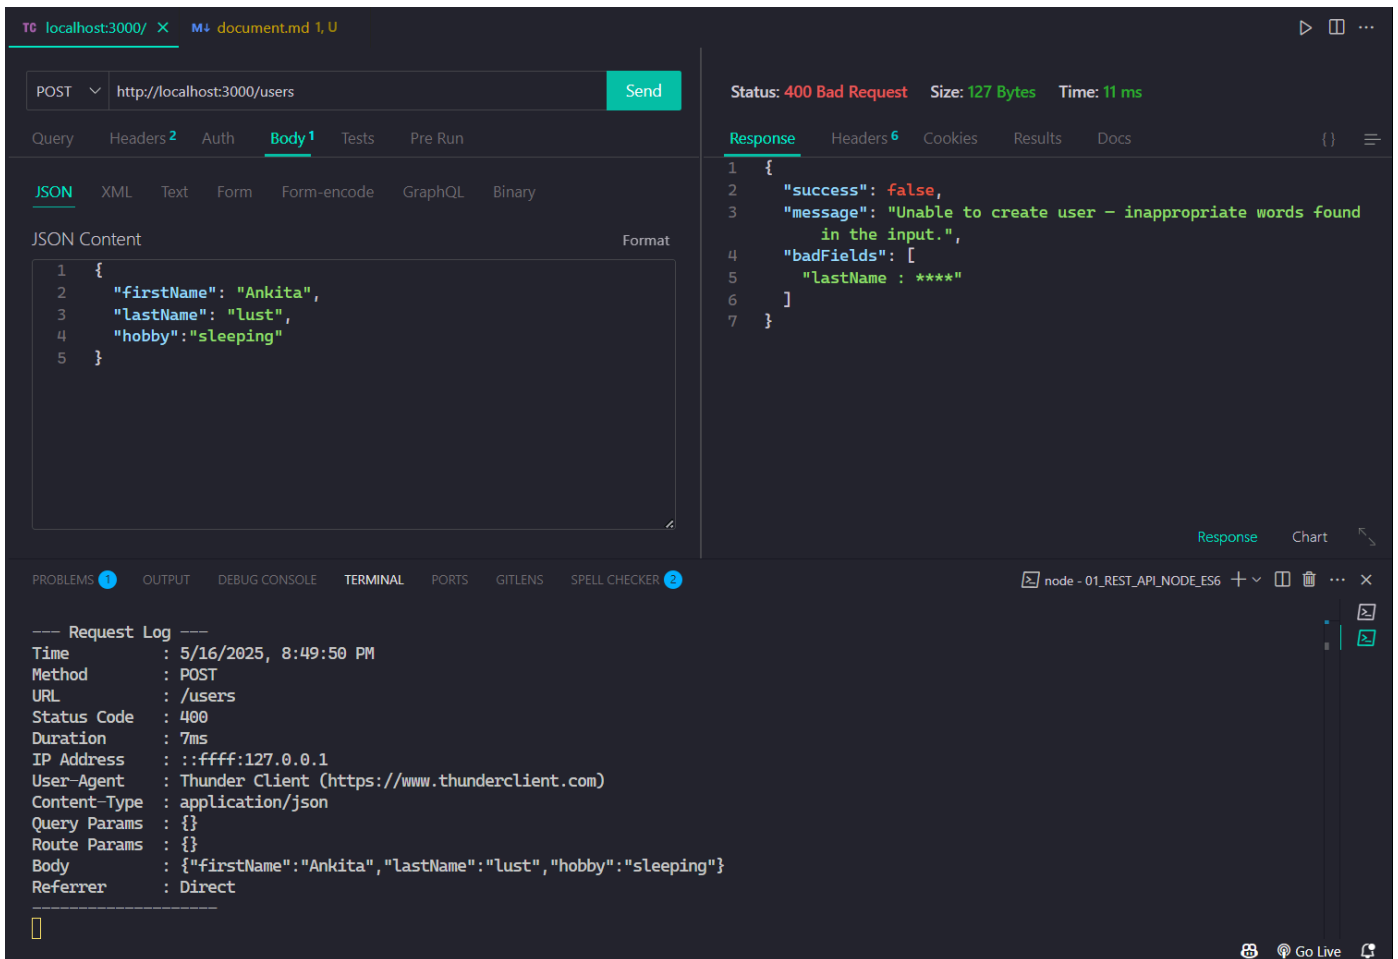 TC localhost:3000/ ×
M↓ document.md 1, U
POST http://localhost:3000/users Send
Query Headers 2 Auth Body 1 Tests Pre Run
JSON XML Text Form Form-encode GraphQL Binary
JSON Content Format
1 {
2 "firstName": "Ankita",
3 "lastName": "lust",
4 "hobby":"sleeping"
5 }
Status: 400 Bad Request Size: 127 Bytes Time: 11 ms
Response Headers 6 Cookies Results Docs {}
1 {
2 "success": false,
3 "message": "Unable to create user — inappropriate words found
in the input.",
4 "badFields": [
5 "lastName : ****"
6 ]
7 }
Response Chart
PROBLEMS 1 OUTPUT DEBUG CONSOLE TERMINAL PORTS GITLENS SPELL CHECKER 2
node - 01_REST_API_NODE_ES6
--- Request Log ---
Time : 5/16/2025, 8:49:50 PM
Method : POST
URL : /users
Status Code : 400
Duration : 7ms
IP Address : ::ffff:127.0.0.1
User-Agent : Thunder Client (https://www.thunderclient.com)
Content-Type : application/json
Query Params : {}
Route Params : {}
Body : {"firstName":"Ankita","lastName":"lust","hobby":"sleeping"}
Referrer : Direct
--------------------
Go Live